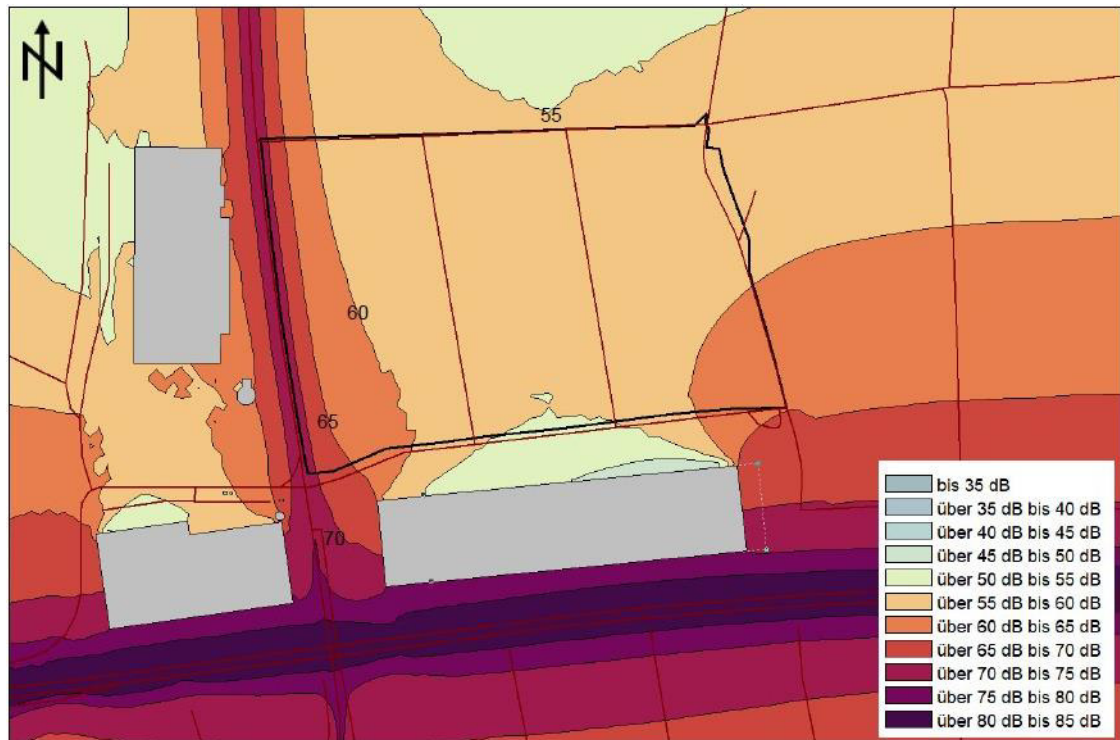 N
55
60
65
70
bis 35 dB
über 35 dB bis 40 dB
über 40 dB bis 45 dB
über 45 dB bis 50 dB
über 50 dB bis 55 dB
über 55 dB bis 60 dB
über 60 dB bis 65 dB
über 65 dB bis 70 dB
über 70 dB bis 75 dB
über 75 dB bis 80 dB
über 80 dB bis 85 dB